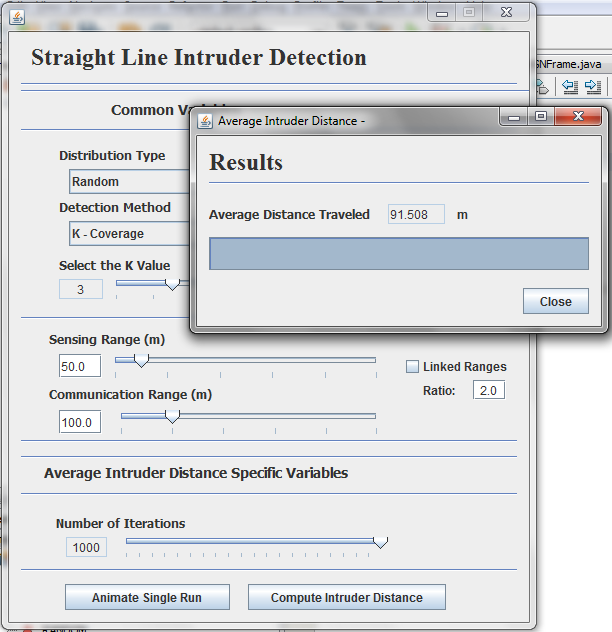 Straight Line Intruder Detection
SNFrame.java
Common
Average Intruder Distance -
Results
Distribution Type
Random
Average Distance Traveled 91.508 m
Detection Method
K - Coverage
Select the K Value
3
Close
Sensing Range (m)
50.0
Linked Ranges
Communication Range (m)
Ratio: 2.0
100.0
Average Intruder Distance Specific Variables
Number of Iterations
1000
Animate Single Run Compute Intruder Distance